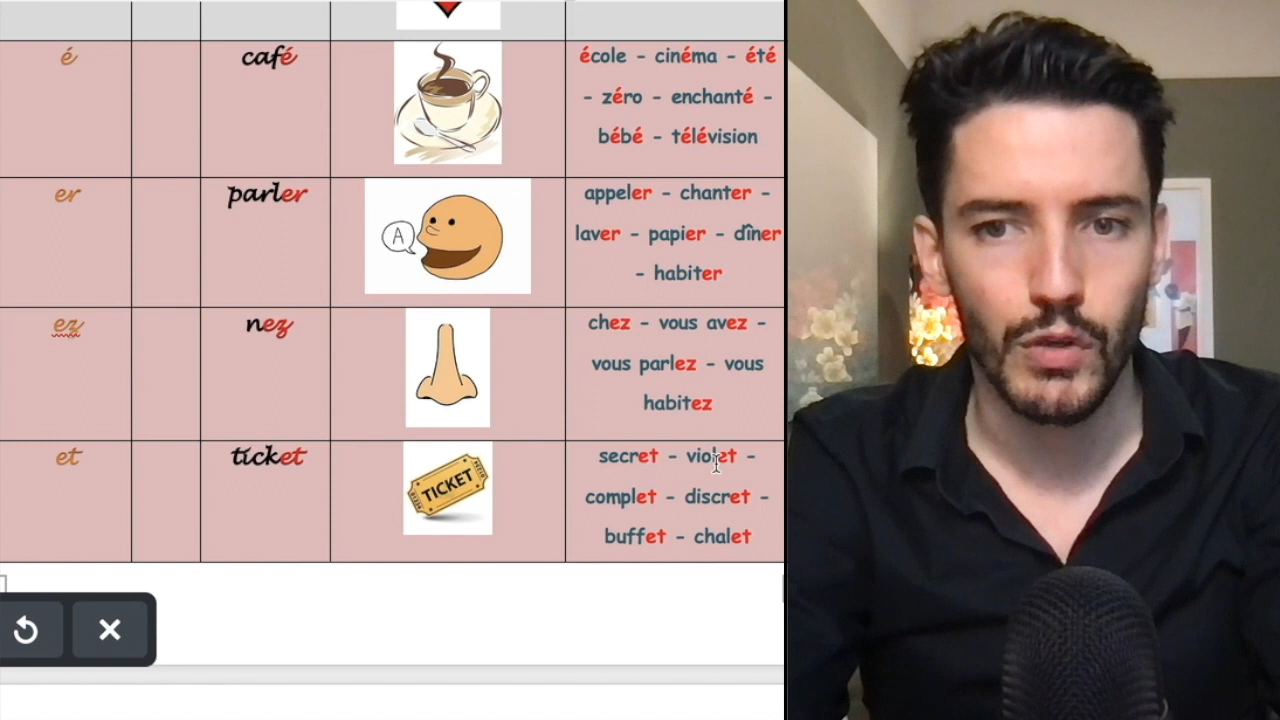 é café école - cinéma - été
- zéro - enchanté -
bébé - télévision
er parler A appeler - chanter -
laver - papier - dîner
- habiter
ez nez chez - vous avez -
vous parlez - vous
habitez
et ticket TICKET secret - violet -
complet - discret -
buffet - chalet